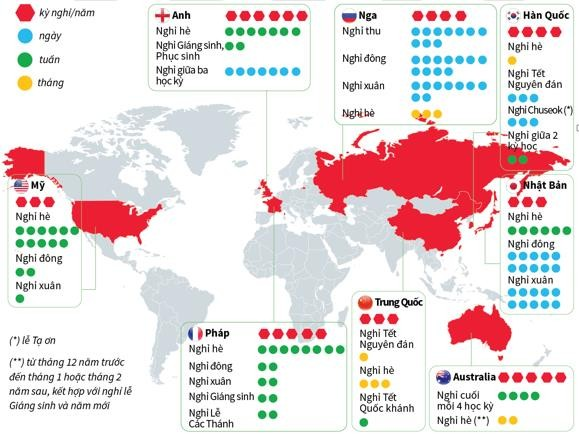 kỳ nghỉ/năm
ngày
tuần
tháng
Anh
Nghỉ hè
Nghỉ Giáng sinh,
Phục sinh
Nghỉ giữa ba
học kỳ
Nga
Nghỉ thu
Nghỉ đông
Nghỉ xuân
Nghỉ hè
Hàn Quốc
Nghỉ hè
Nghỉ Tết
Nguyên đán
Nghỉ Chuseok (*)
Nghỉ giữa 2
kỳ học
Mỹ
Nghỉ hè
Nghỉ đông
Nghỉ xuân
Nhật Bản
Nghỉ hè
Nghỉ đông
Nghỉ xuân
(*) lễ Tạ ơn
(**) từ tháng 12 năm trước
đến tháng 1 hoặc tháng 2
năm sau, kết hợp với nghỉ lễ
Giáng sinh và năm mới
Pháp
Nghỉ hè
Nghỉ đông
Nghỉ xuân
Nghỉ Giáng sinh
Nghỉ Lễ
Các Thánh
Trung Quốc
Nghỉ Tết
Nguyên đán
Nghỉ hè
Nghỉ Tết
Quốc khánh
Australia
Nghỉ cuối
mỗi 4 học kỳ
Nghỉ hè (**)